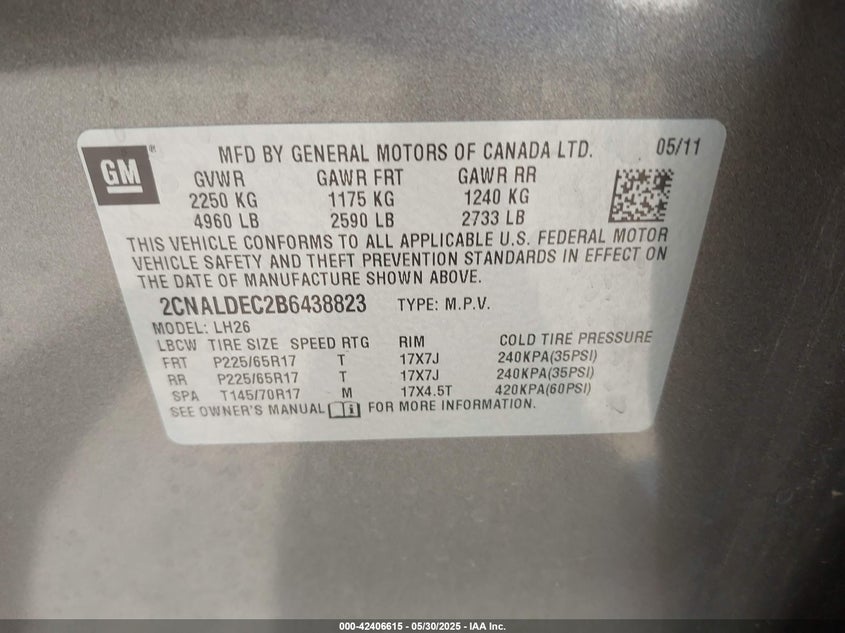 GM ® MFD BY GENERAL MOTORS OF CANADA LTD. 05/11
GVWR GAWR FRT GAWR RR
2250 KG 1175 KG 1240 KG
4960 LB 2590 LB 2733 LB
THIS VEHICLE CONFORMS TO ALL APPLICABLE U.S. FEDERAL MOTOR
VEHICLE SAFETY AND THEFT PREVENTION STANDARDS IN EFFECT ON
THE DATE OF MANUFACTURE SHOWN ABOVE.
2CNALDEC2B6438823 TYPE: M.P.V.
MODEL: LH26
LBCW TIRE SIZE SPEED RTG RIM COLD TIRE PRESSURE
FRT P225/65R17 T 17X7J 240KPA(35PSI)
RR P225/65R17 T 17X7J 240KPA(35PSI)
SPA T145/70R17 M 17X4.5T 420KPA(60PSI)
SEE OWNER'S MANUAL FOR MORE INFORMATION.
000-42406615 - 05/30/2025 - IAA Inc.